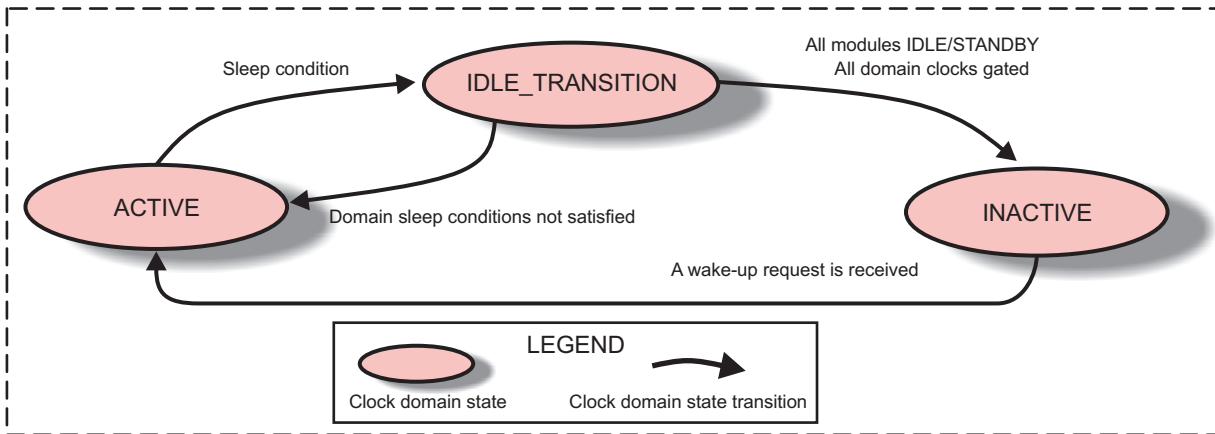 All modules IDLE/STANDBY
Sleep condition
All domain clocks gated
IDLE_TRANSITION
ACTIVE
Domain sleep conditions not satisfied
INACTIVE
A wake-up request is received
LEGEND
Clock domain state
Clock domain state transition